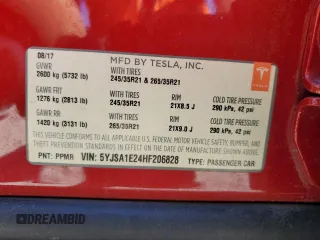 08/17
MFD BY TESLA, INC.
TESLA
GVWR
2600 kg (5732 lb)
WITH TIRES
245/35R21 & 265/35R21
GAWR FRT
1276 kg (2813 lb)
WITH TIRES
245/35R21
RIM
21X8.5 J
COLD TIRE PRESSURE
290 kPa, 42 psi
GAWR RR
1420 kg (3131 lb)
WITH TIRES
265/35R21
RIM
21X9.0 J
COLD TIRE PRESSURE
290 kPa, 42 psi
THIS VEHICLE CONFORMS TO ALL APPLICABLE U.S. FEDERAL MOTOR VEHICLE SAFETY,
BUMPER, AND THEFT PREVENTION STANDARDS IN EFFECT ON THE DATE OF MANUFACTURE
SHOWN ABOVE.
PNT: PPMR
VIN: 5YJSA1E24HF206828
TYPE: PASSENGER CAR
DREAMBID